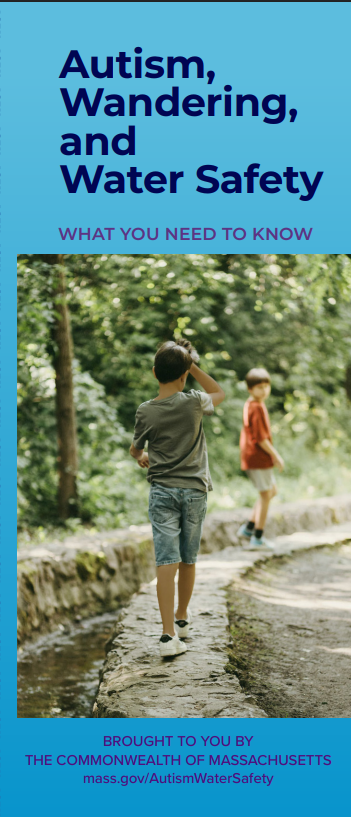 Autism,
Wandering,
and
Water Safety
WHAT YOU NEED TO KNOW
BROUGHT TO YOU BY
THE COMMONWEALTH OF MASSACHUSETTS
mass.gov/AutismWaterSafety